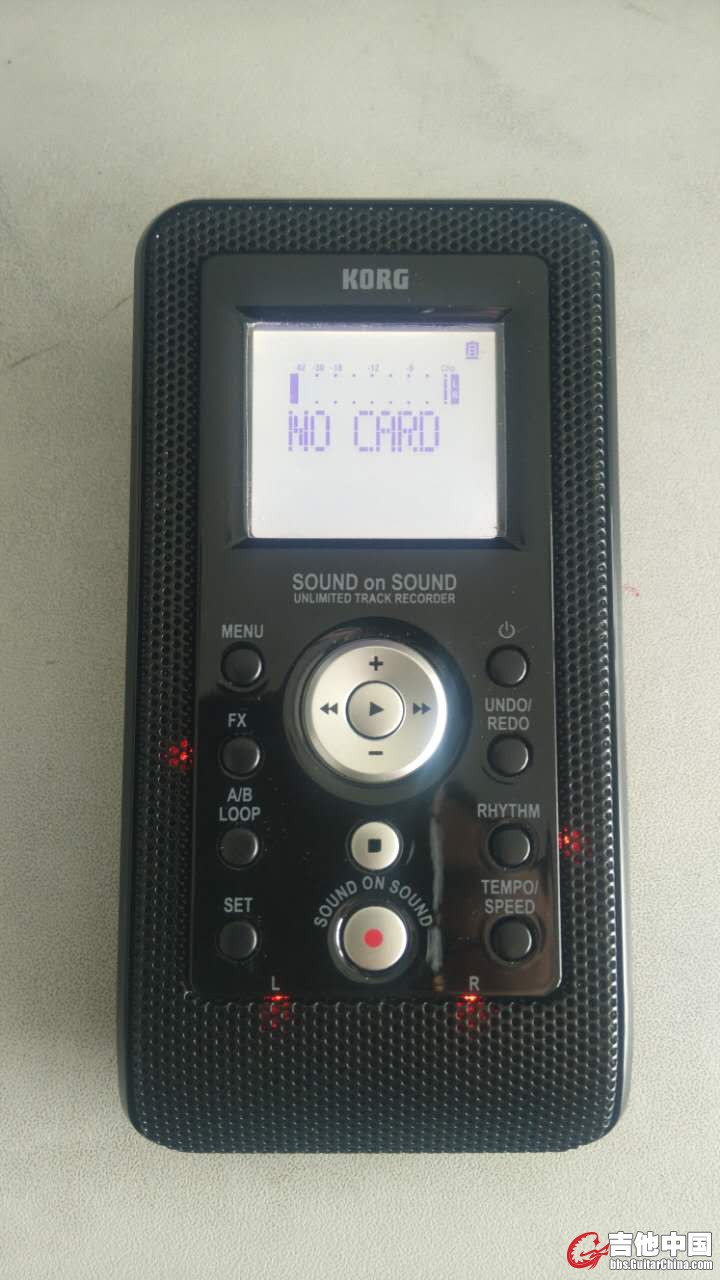 KORG
-42 -30 -18 -12 -6 Clip
L
R
NO CARD
SOUND on SOUND
UNLIMITED TRACK RECORDER
MENU
FX
UNDO/
REDO
A/B
LOOP
RHYTHM
SET
TEMPO/
SPEED
SOUND ON SOUND
L R
吉他中国
bbs.GuitarChina.com